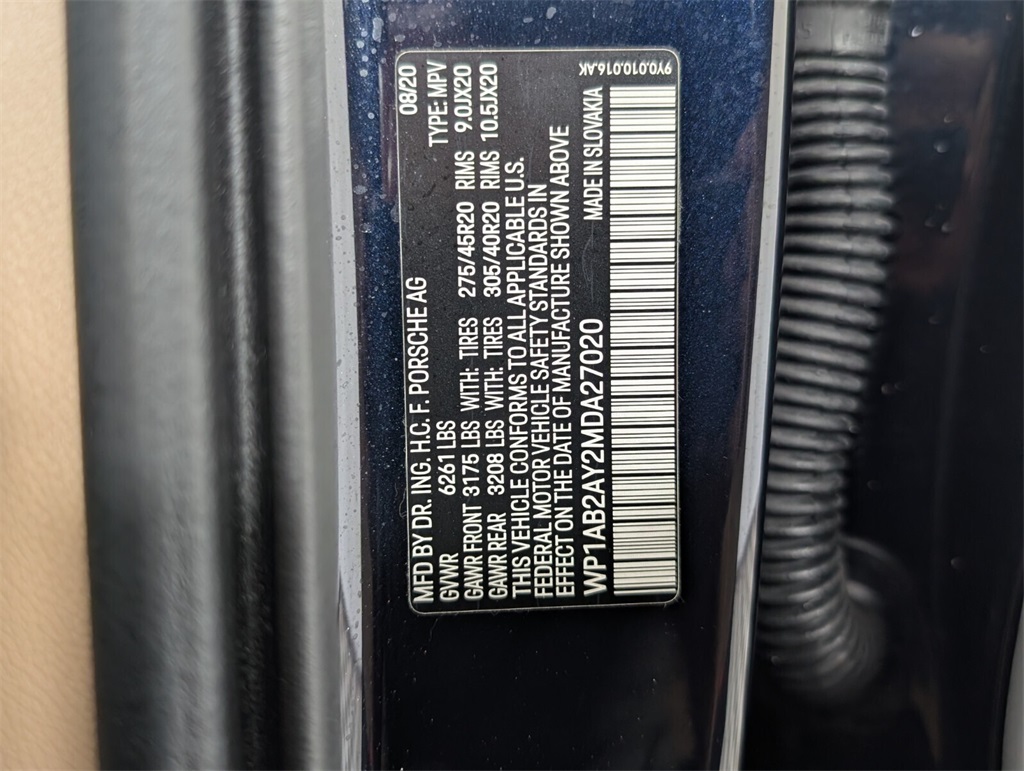 MFD BY DR. ING. H.C. F. PORSCHE AG 08/20
GVWR 6261 LBS TYPE: MPV
GAWR FRONT 3175 LBS WITH: TIRES 275/45R20 RIMS 9.0JX20
GAWR REAR 3208 LBS WITH: TIRES 305/40R20 RIMS 10.5JX20
THIS VEHICLE CONFORMS TO ALL APPLICABLE U.S.
FEDERAL MOTOR VEHICLE SAFETY STANDARDS IN
EFFECT ON THE DATE OF MANUFACTURE SHOWN ABOVE
WP1AB2AY2MDA27020 MADE IN SLOVAKIA
9Y0.010.016.AK